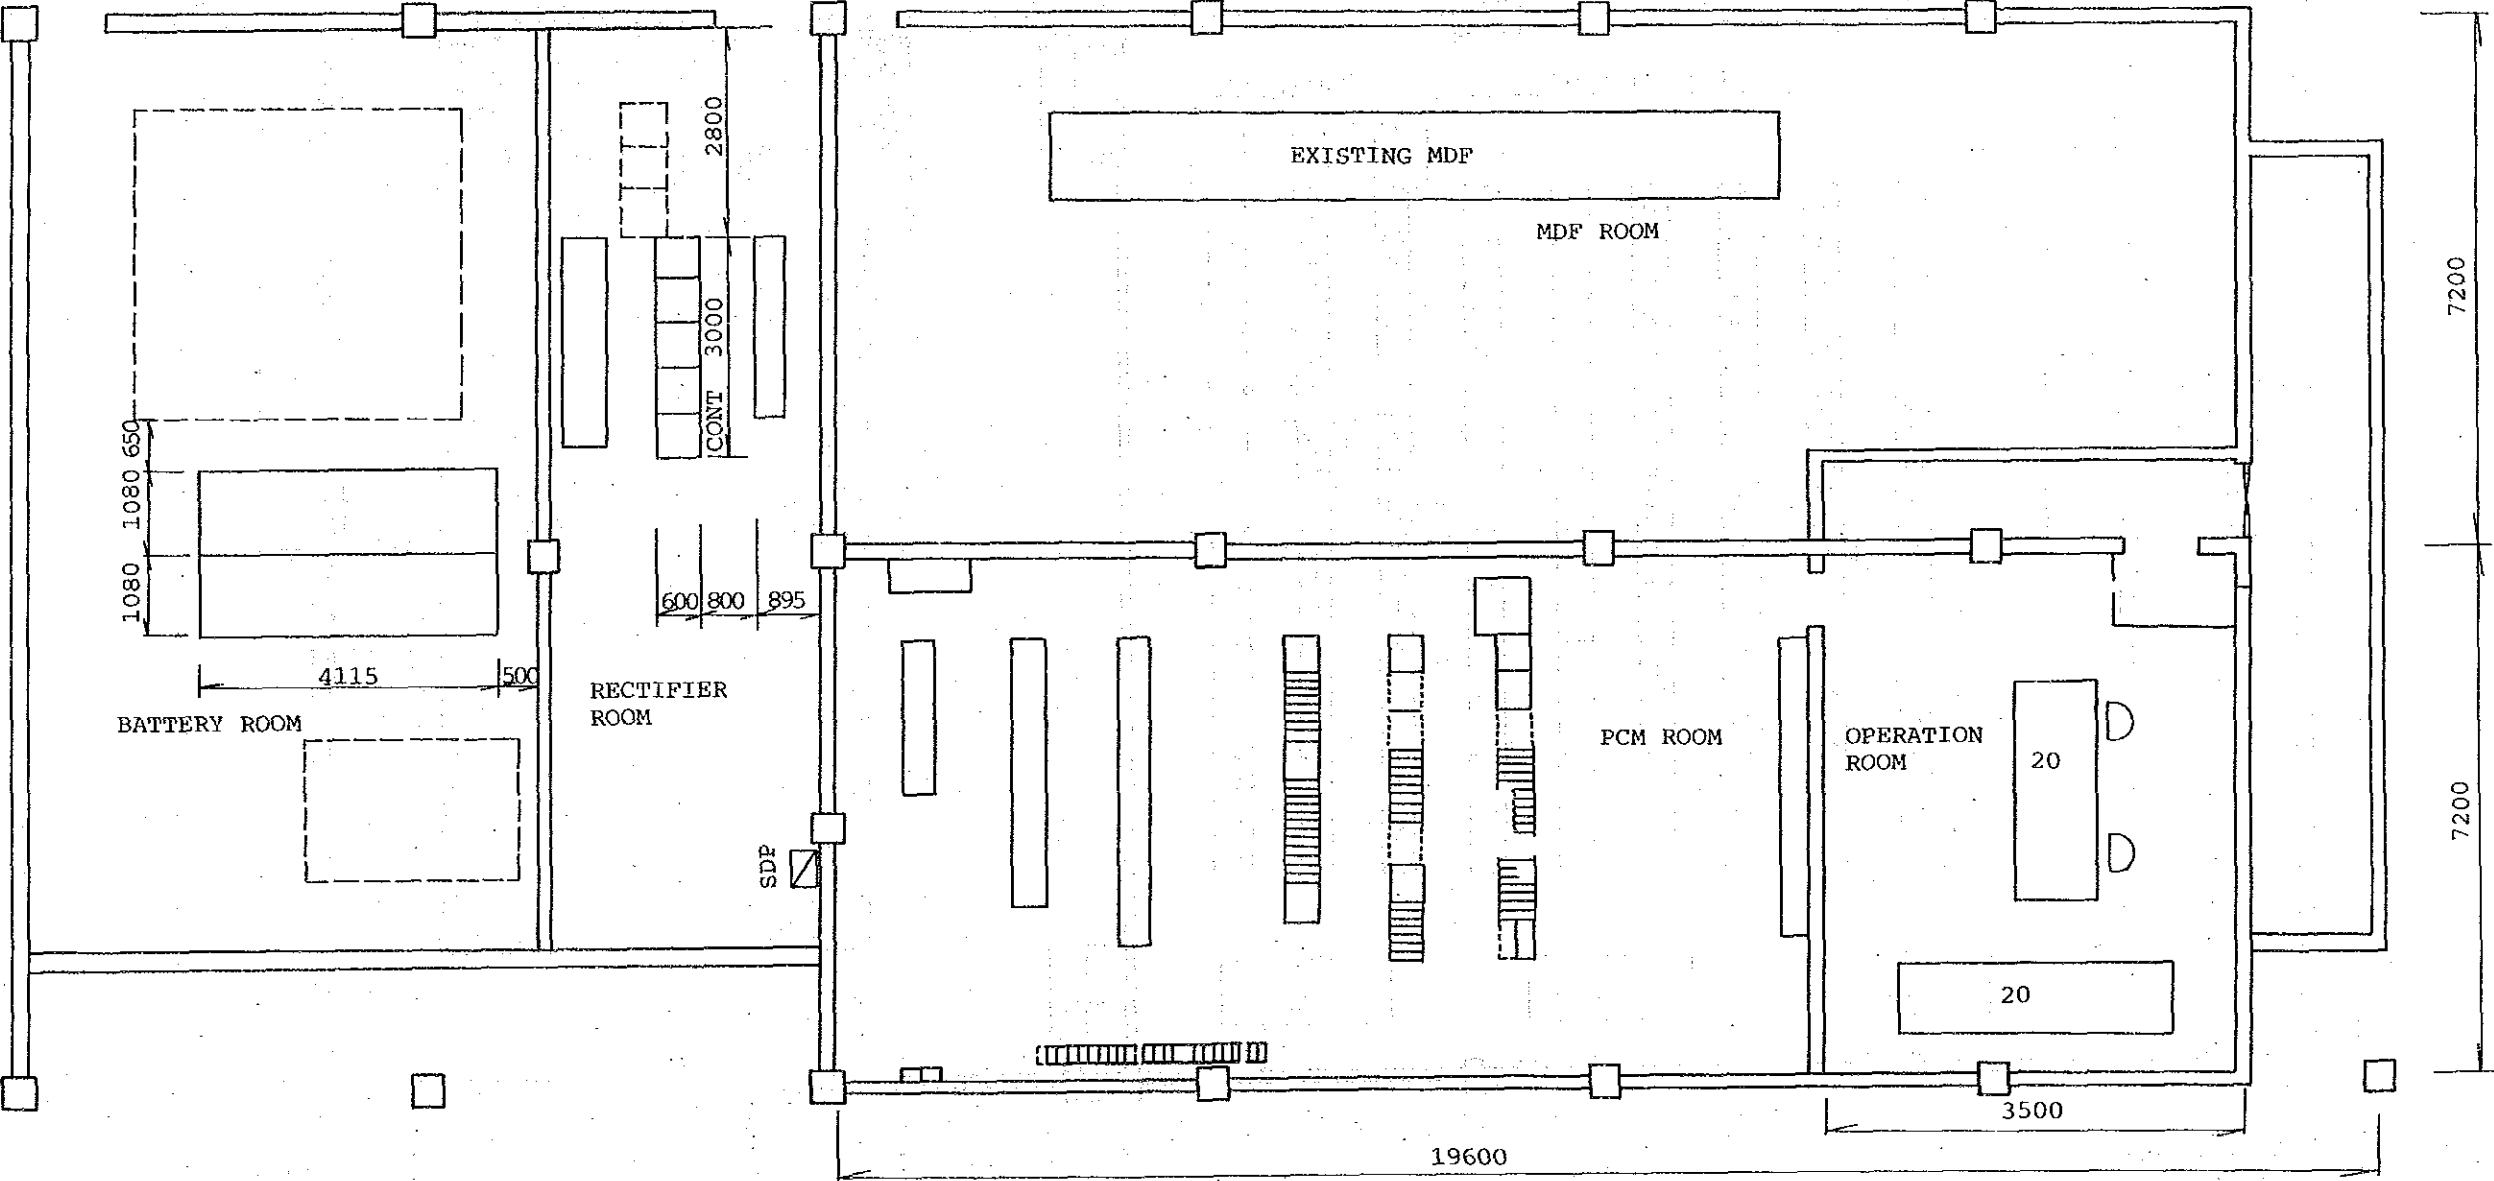 2800
EXISTING MDF
MDF ROOM
7200
CONT 3000
650
1080
1080
600 800 895
4115 500
RECTIFIER
ROOM
BATTERY ROOM
SDP
PCM ROOM
OPERATION
ROOM
20
7200
20
3500
19600